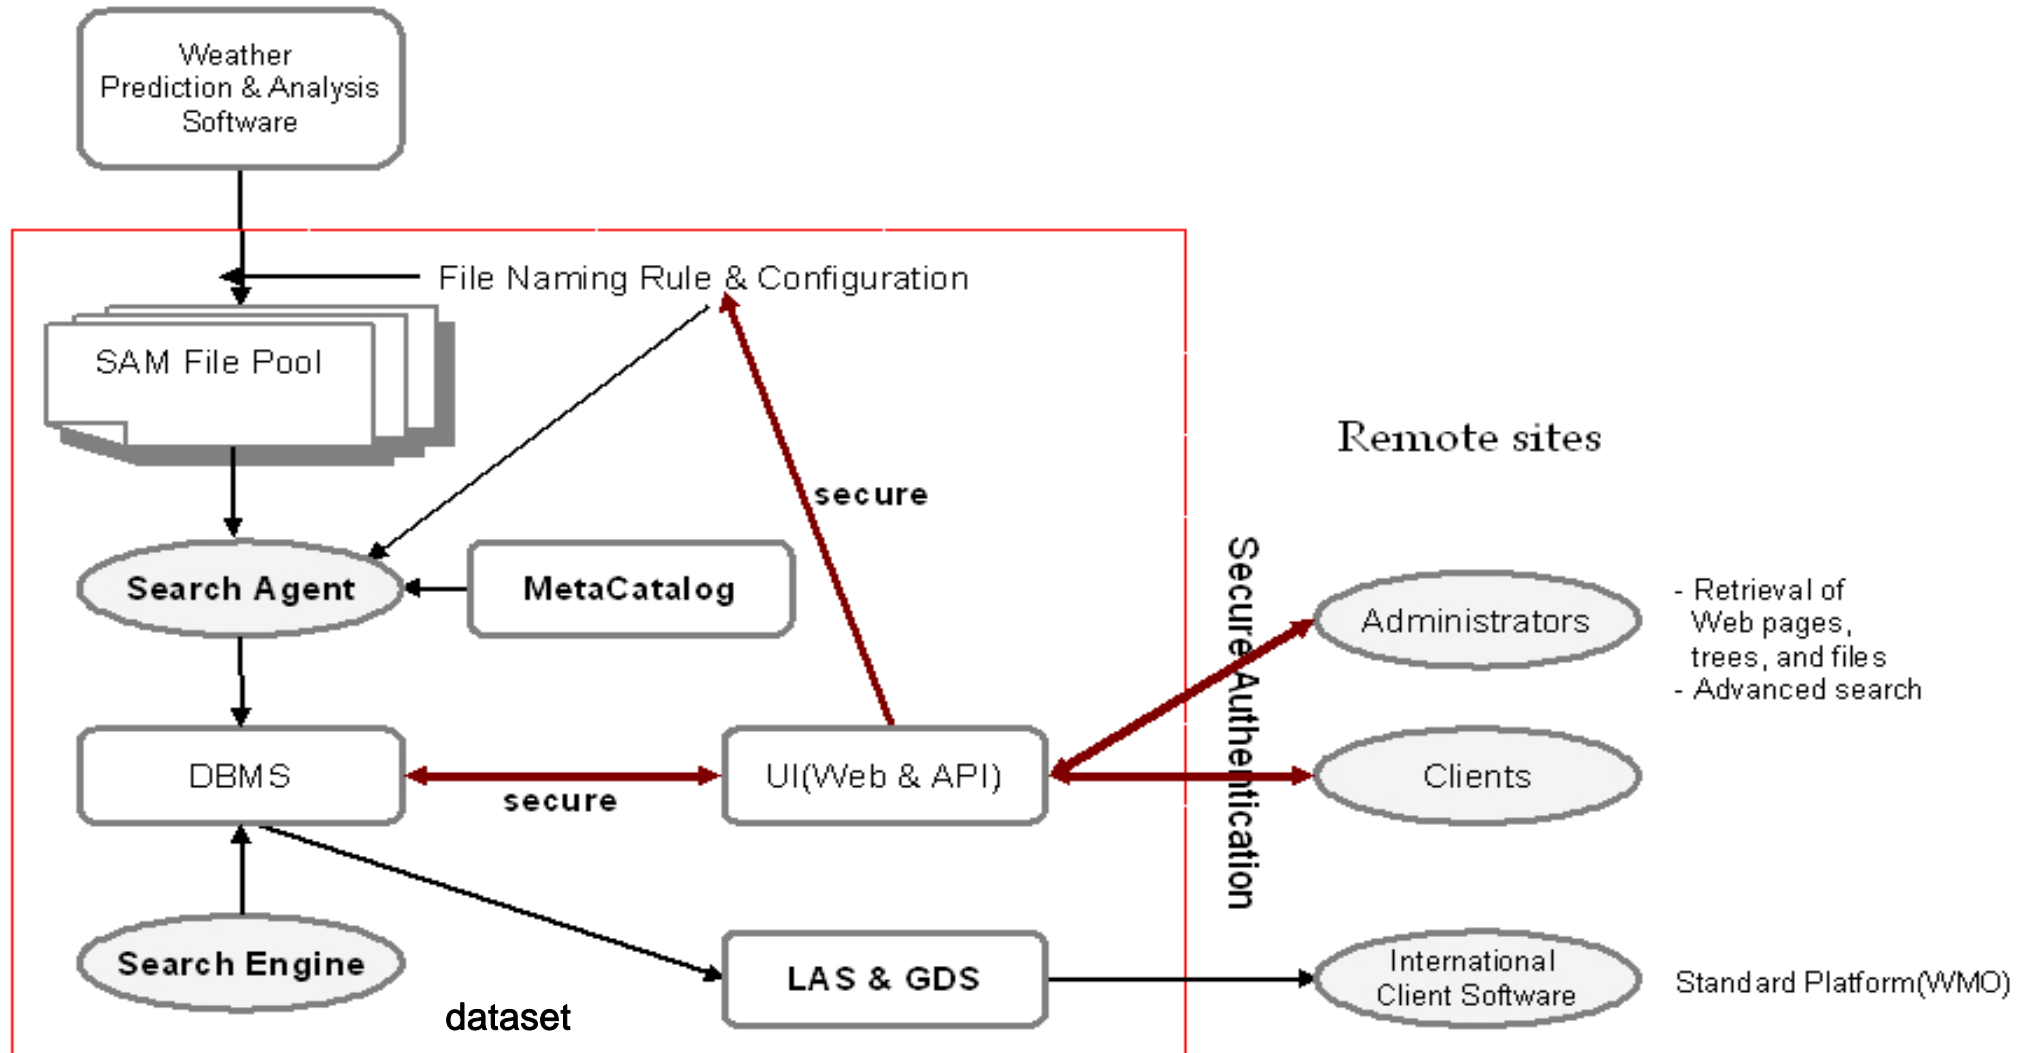 Weather
Prediction & Analysis
Software
File Naming Rule & Configuration
SAM File Pool
Remote sites
secure
Search Agent
MetaCatalog
Secure Authentication
Administrators
- Retrieval of
Web pages,
trees, and files
- Advanced search
DBMS
secure
UI(Web & API)
Clients
Search Engine
LAS & GDS
International
Client Software
Standard Platform(WMO)
dataset